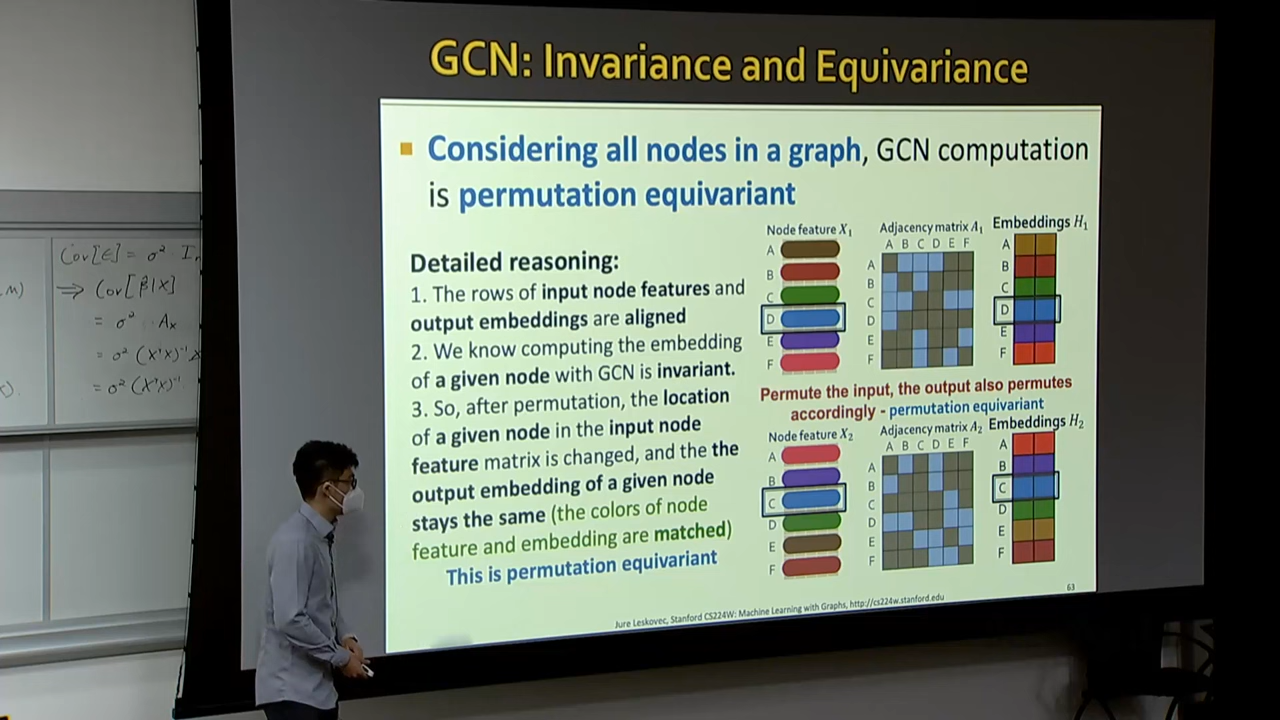 GCN: Invariance and Equivariance
Considering all nodes in a graph, GCN computation
is permutation equivariant
Detailed reasoning:
1. The rows of input node features and
output embeddings are aligned
2. We know computing the embedding
of a given node with GCN is invariant.
3. So, after permutation, the location
of a given node in the input node
feature matrix is changed, and the the
output embedding of a given node
stays the same (the colors of node
feature and embedding are matched)
This is permutation equivariant
Node feature X₁
A
B
C
D
E
F
Adjacency matrix A₁
A B C D E F
A
B
C
D
E
F
Embeddings H₁
A
B
C
D
E
F
Permute the input, the output also permutes
accordingly - permutation equivariant
Node feature X₂
A
B
C
D
E
F
Adjacency matrix A₂
A B C D E F
A
B
C
D
E
F
Embeddings H₂
A
B
C
D
E
F
63
Jure Leskovec, Stanford CS224W: Machine Learning with Graphs, http://cs224w.stanford.edu
Cov[ϵ] = σ² I
⇒ Cov[β̂|X]
= σ² Aₓ
= σ² (X'X)⁻¹
= σ² (X'X)⁻¹